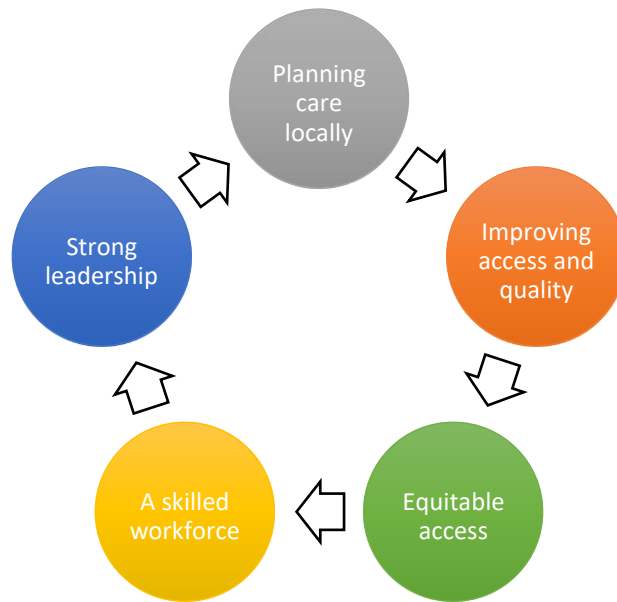 Planning
care
locally
Improving
access and
quality
Equitable
access
A skilled
workforce
Strong
leadership